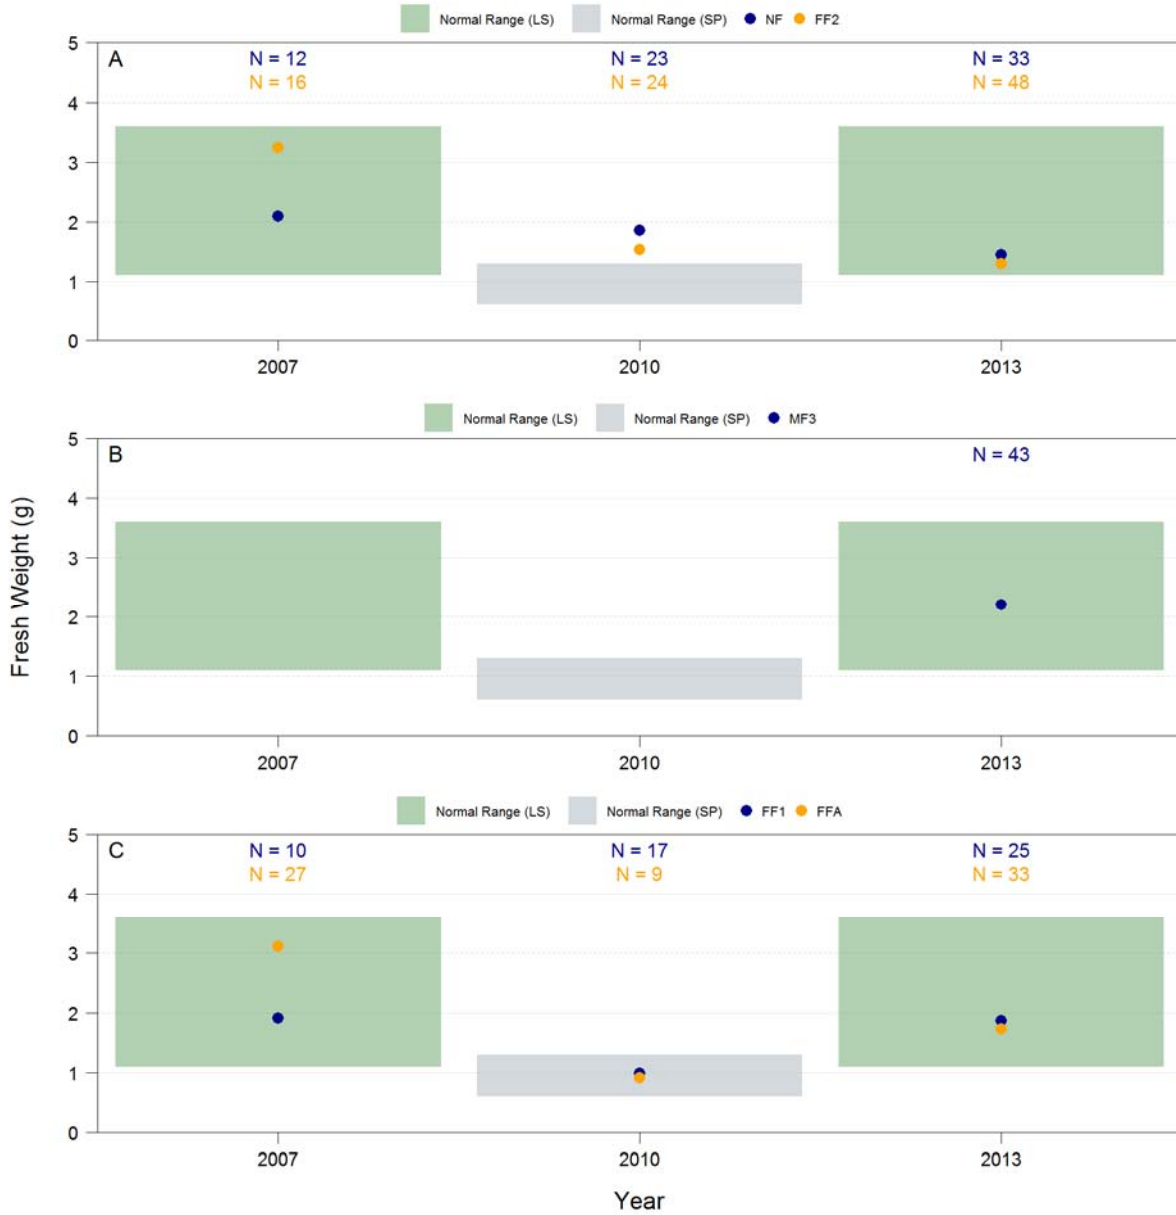 Normal Range (LS) Normal Range (SP) NF FF2
A
N = 12 N = 23 N = 33
N = 16 N = 24 N = 48
5
4
3
2
1
0
2007 2010 2013
Normal Range (LS) Normal Range (SP) MF3
B
N = 43
5
4
3
2
1
0
2007 2010 2013
Fresh Weight (g)
Normal Range (LS) Normal Range (SP) FF1 FFA
C
N = 10 N = 17 N = 25
N = 27 N = 9 N = 33
5
4
3
2
1
0
2007 2010 2013
Year